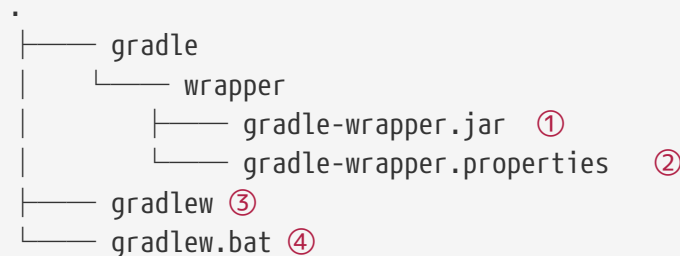 .
├── gradle
│   └── wrapper
│       ├── gradle-wrapper.jar ①
│       └── gradle-wrapper.properties ②
├── gradlew ③
└── gradlew.bat ④